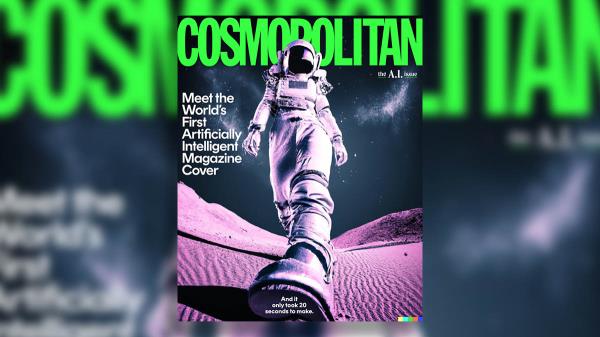 COSMOPOLITAN
the A.I. issue
Meet the
World's
First
Artificially
Intelligent
Magazine
Cover
And it
only took 20
seconds to make.